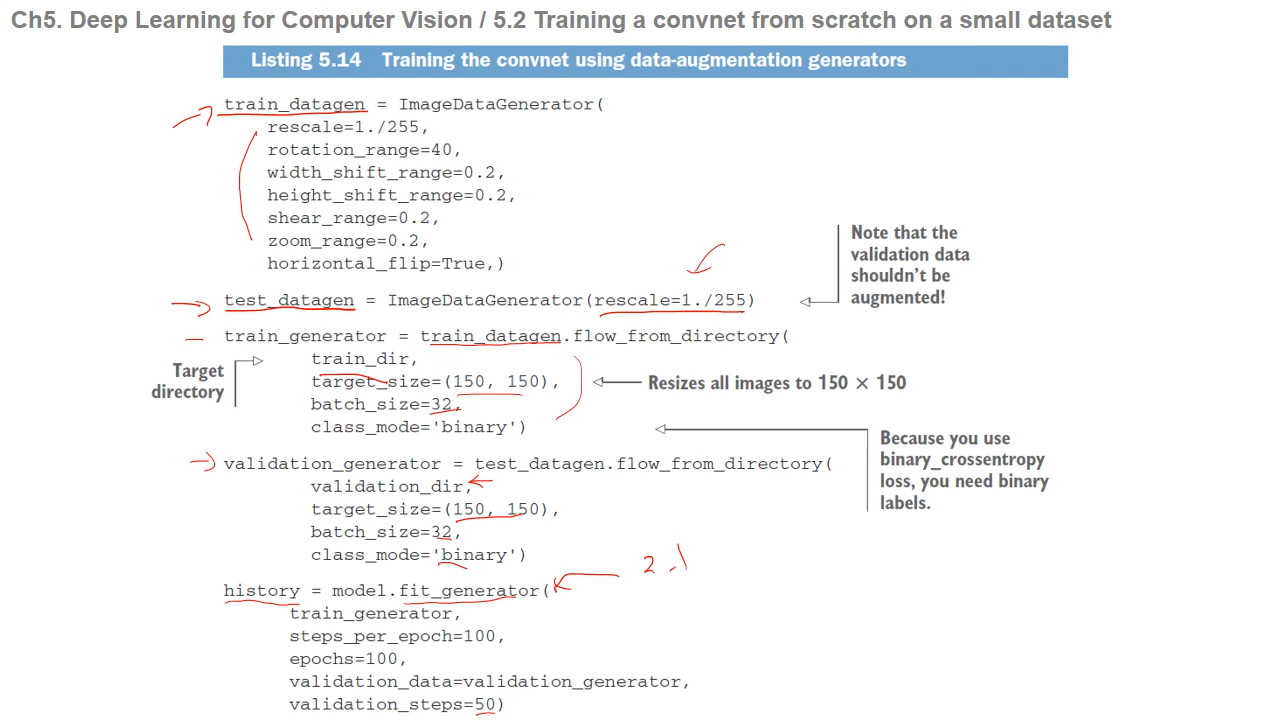 Ch5. Deep Learning for Computer Vision / 5.2 Training a convnet from scratch on a small dataset
Listing 5.14 Training the convnet using data-augmentation generators
train_datagen = ImageDataGenerator(
rescale=1./255,
rotation_range=40,
width_shift_range=0.2,
height_shift_range=0.2,
shear_range=0.2,
zoom_range=0.2,
horizontal_flip=True,)
Note that the
validation data
shouldn't be
augmented!
test_datagen = ImageDataGenerator(rescale=1./255)
train_generator = train_datagen.flow_from_directory(
Target
directory
train_dir,
target_size=(150, 150),
batch_size=32,
class_mode='binary')
Resizes all images to 150 × 150
Because you use
binary_crossentropy
loss, you need binary
labels.
validation_generator = test_datagen.flow_from_directory(
validation_dir,
target_size=(150, 150),
batch_size=32,
class_mode='binary')
2.1
history = model.fit_generator(
train_generator,
steps_per_epoch=100,
epochs=100,
validation_data=validation_generator,
validation_steps=50)